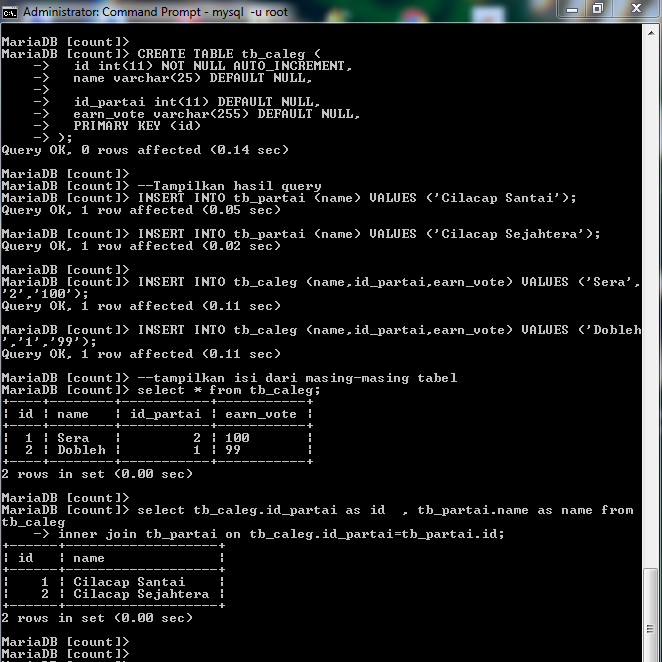 Administrator: Command Prompt - mysql  -u root
MariaDB [count]>
MariaDB [count]> CREATE TABLE tb_caleg (
    ->   id int(11) NOT NULL AUTO_INCREMENT,
    ->   name varchar(25) DEFAULT NULL,
    ->
    ->   id_partai int(11) DEFAULT NULL,
    ->   earn_vote varchar(255) DEFAULT NULL,
    ->   PRIMARY KEY (id)
    -> );
Query OK, 0 rows affected (0.14 sec)
MariaDB [count]>
MariaDB [count]> --Tampilkan hasil query
MariaDB [count]> INSERT INTO tb_partai (name) VALUES ('Cilacap Santai');
Query OK, 1 row affected (0.05 sec)
MariaDB [count]> INSERT INTO tb_partai (name) VALUES ('Cilacap Sejahtera');
Query OK, 1 row affected (0.02 sec)
MariaDB [count]>
MariaDB [count]> INSERT INTO tb_caleg (name,id_partai,earn_vote) VALUES ('Sera',
'2','100');
Query OK, 1 row affected (0.11 sec)
MariaDB [count]> INSERT INTO tb_caleg (name,id_partai,earn_vote) VALUES ('Dobleh
','1','99');
Query OK, 1 row affected (0.11 sec)
MariaDB [count]> --tampilkan isi dari masing-masing tabel
MariaDB [count]> select * from tb_caleg;
+----+--------+-----------+-----------+
| id | name   | id_partai | earn_vote |
+----+--------+-----------+-----------+
|  1 | Sera   |         2 | 100       |
|  2 | Dobleh |         1 | 99        |
+----+--------+-----------+-----------+
2 rows in set (0.00 sec)
MariaDB [count]>
MariaDB [count]> select tb_caleg.id_partai as id  , tb_partai.name as name from
tb_caleg
    -> inner join tb_partai on tb_caleg.id_partai=tb_partai.id;
+------+-------------------+
| id   | name              |
+------+-------------------+
|    1 | Cilacap Santai    |
|    2 | Cilacap Sejahtera |
+------+-------------------+
2 rows in set (0.00 sec)
MariaDB [count]>
MariaDB [count]>
MariaDB [count]>